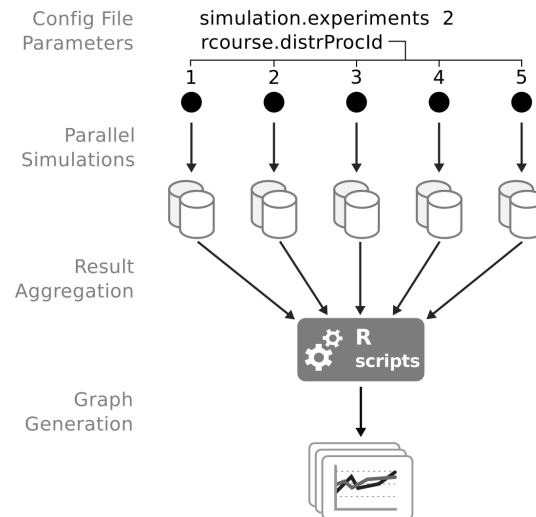 Config File
Parameters
simulation.experiments 2
rcourse.distrProcId
1 2 3 4 5
Parallel
Simulations
Result
Aggregation
R
scripts
Graph
Generation